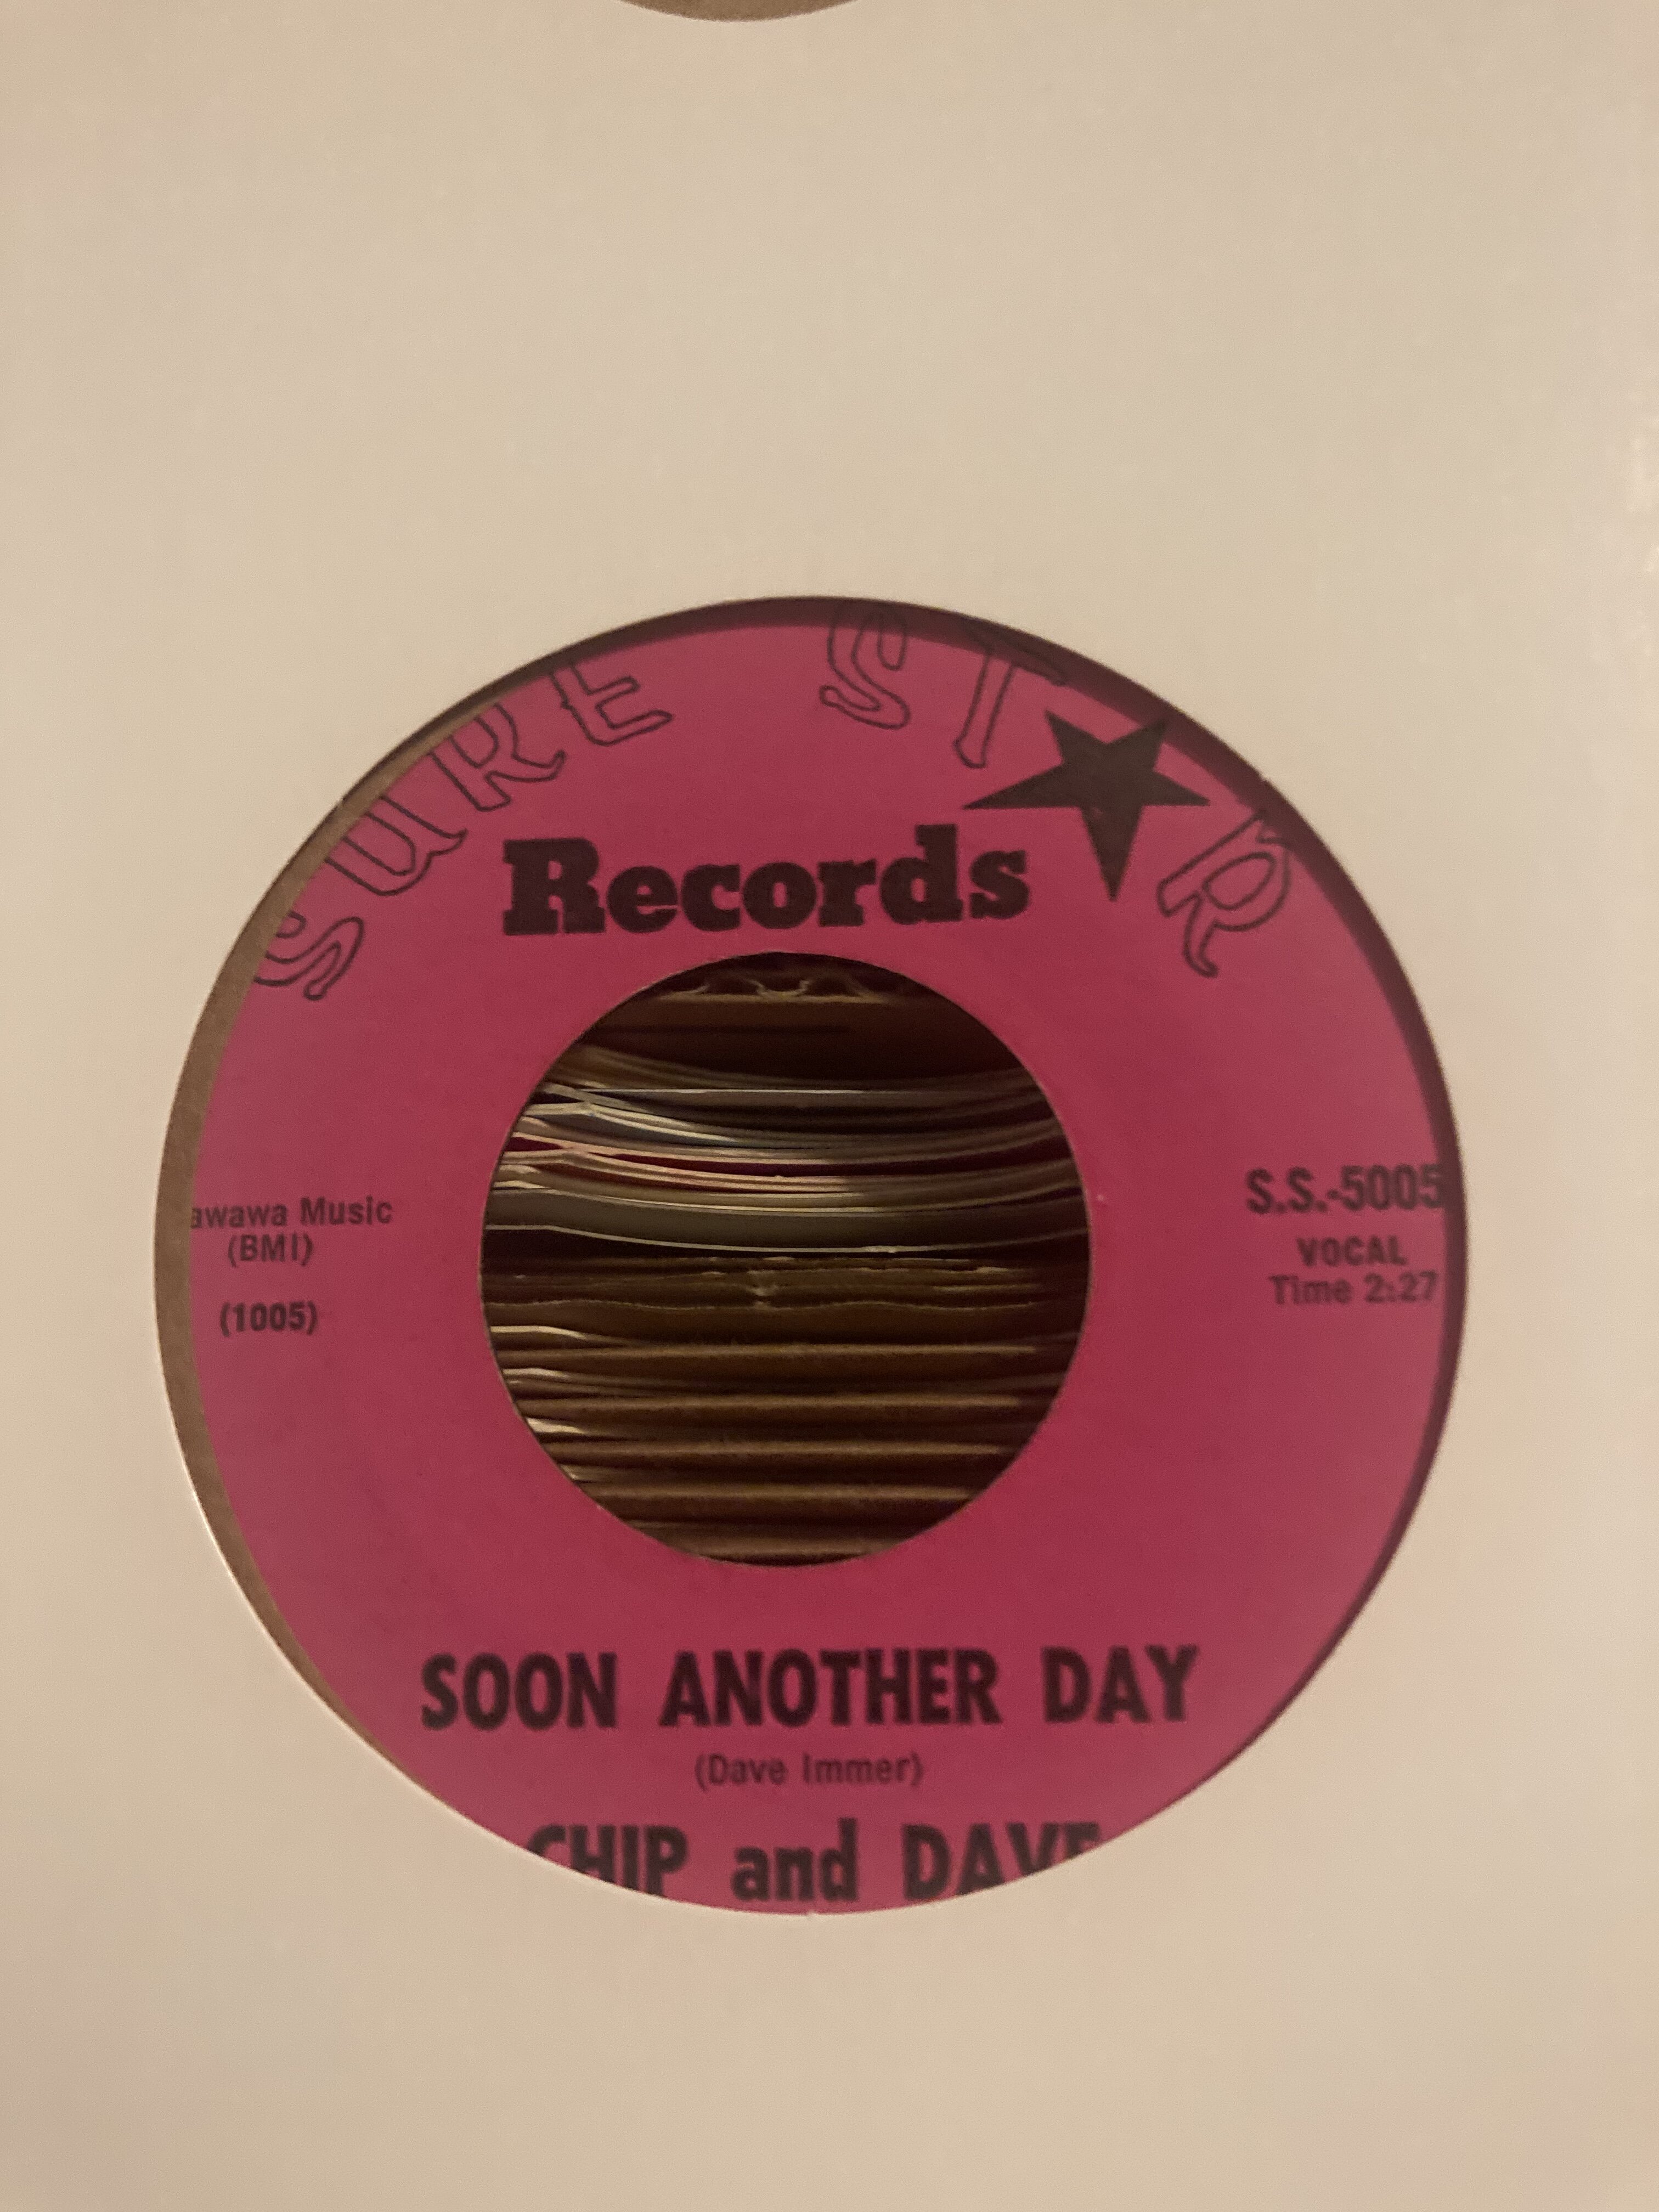 SURE ST★R
Records
awawa Music
(BMI)
(1005)
S.S.-5005
VOCAL
Time 2:27
SOON ANOTHER DAY
(Dave Immer)
CHIP and DAVE